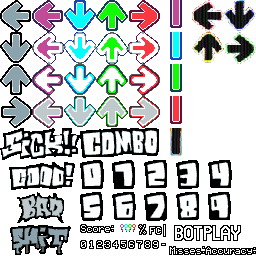 SICK!! COMBO
GOOD! 0 1 2 3 4
BAD 5 6 7 8 9
SHIT
Score: ???% re| BOTPLAY
0123456789-
Misses-Accuracy: